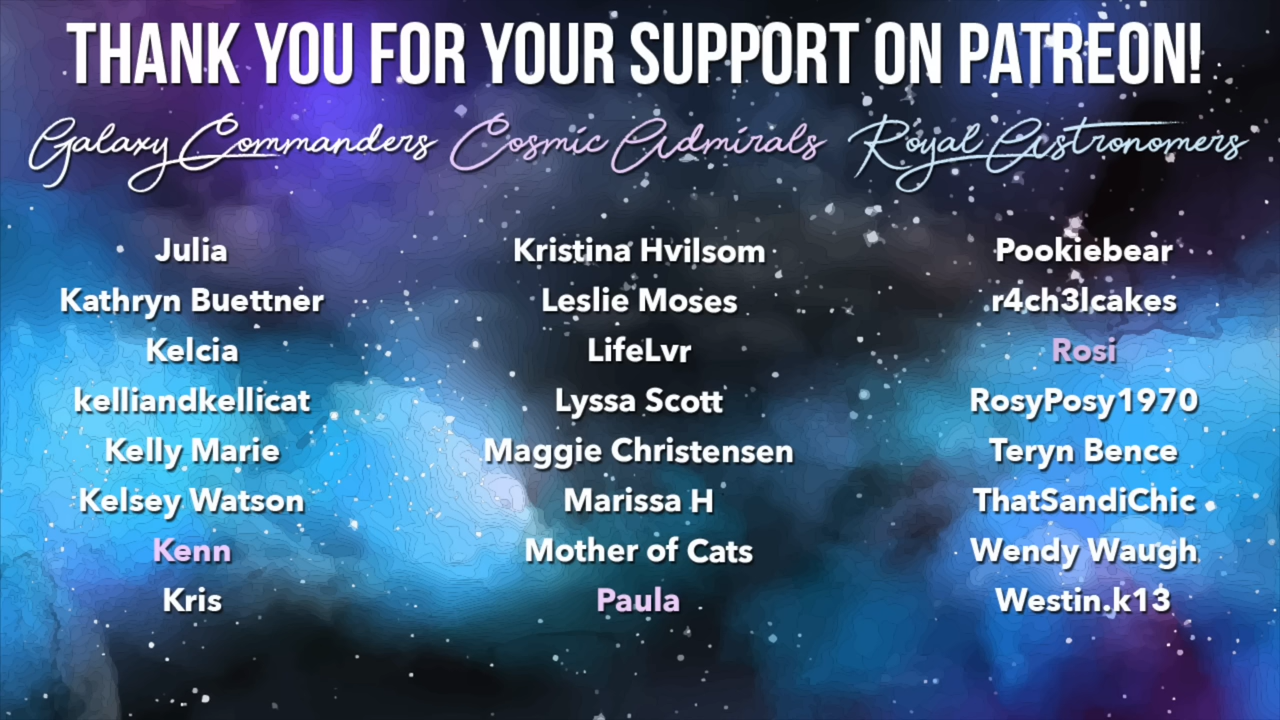 THANK YOU FOR YOUR SUPPORT ON PATREON!
Galaxy Commanders
Cosmic Admirals
Royal Astronomers
Julia
Kathryn Buettner
Kelcia
kelliandkellicat
Kelly Marie
Kelsey Watson
Kenn
Kris
Kristina Hvilsom
Leslie Moses
LifeLvr
Lyssa Scott
Maggie Christensen
Marissa H
Mother of Cats
Paula
Pookiebear
r4ch3lcakes
Rosi
RosyPosy1970
Teryn Bence
ThatSandiChic
Wendy Waugh
Westin.k13